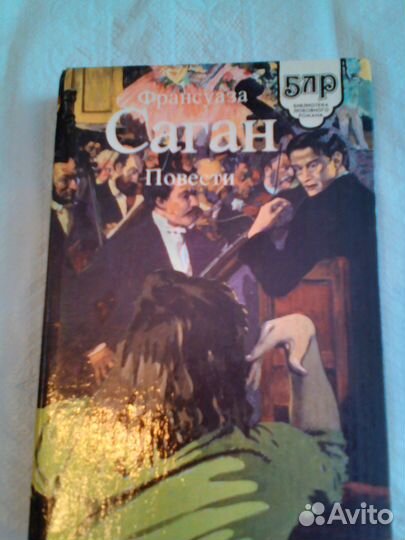 Франсуаза
Саган
Повести
БЛР
БИБЛИОТЕКА
ЛЮБОВНОГО
РОМАНА
Avito